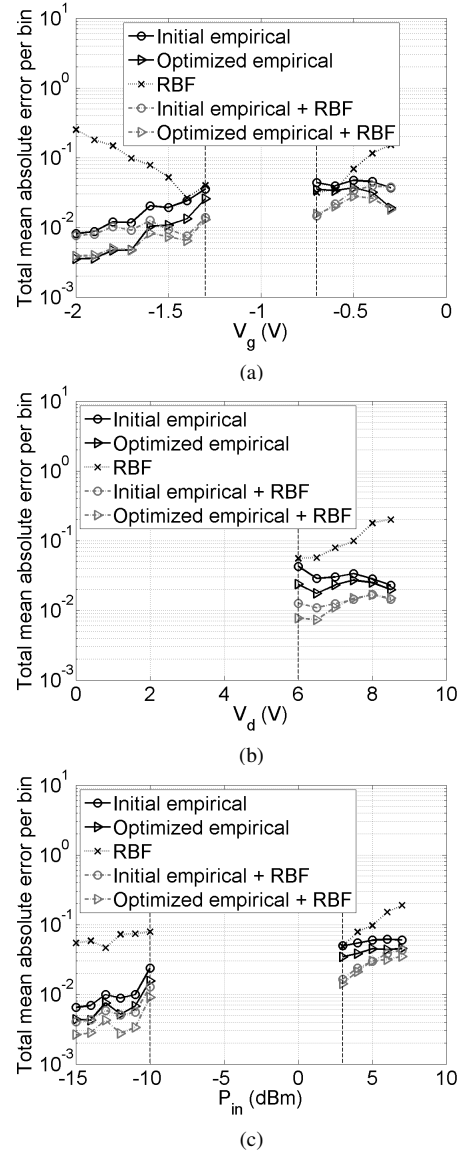 10^1
10^0
10^-1
10^-2
10^-3
Total mean absolute error per bin
Initial empirical
Optimized empirical
RBF
Initial empirical + RBF
Optimized empirical + RBF
-2 -1.5 -1 -0.5 0
V_g (V)
(a)
10^1
10^0
10^-1
10^-2
10^-3
Total mean absolute error per bin
Initial empirical
Optimized empirical
RBF
Initial empirical + RBF
Optimized empirical + RBF
0 2 4 6 8 10
V_d (V)
(b)
10^1
10^0
10^-1
10^-2
10^-3
Total mean absolute error per bin
Initial empirical
Optimized empirical
RBF
Initial empirical + RBF
Optimized empirical + RBF
-15 -10 -5 0 5 10
P_in (dBm)
(c)